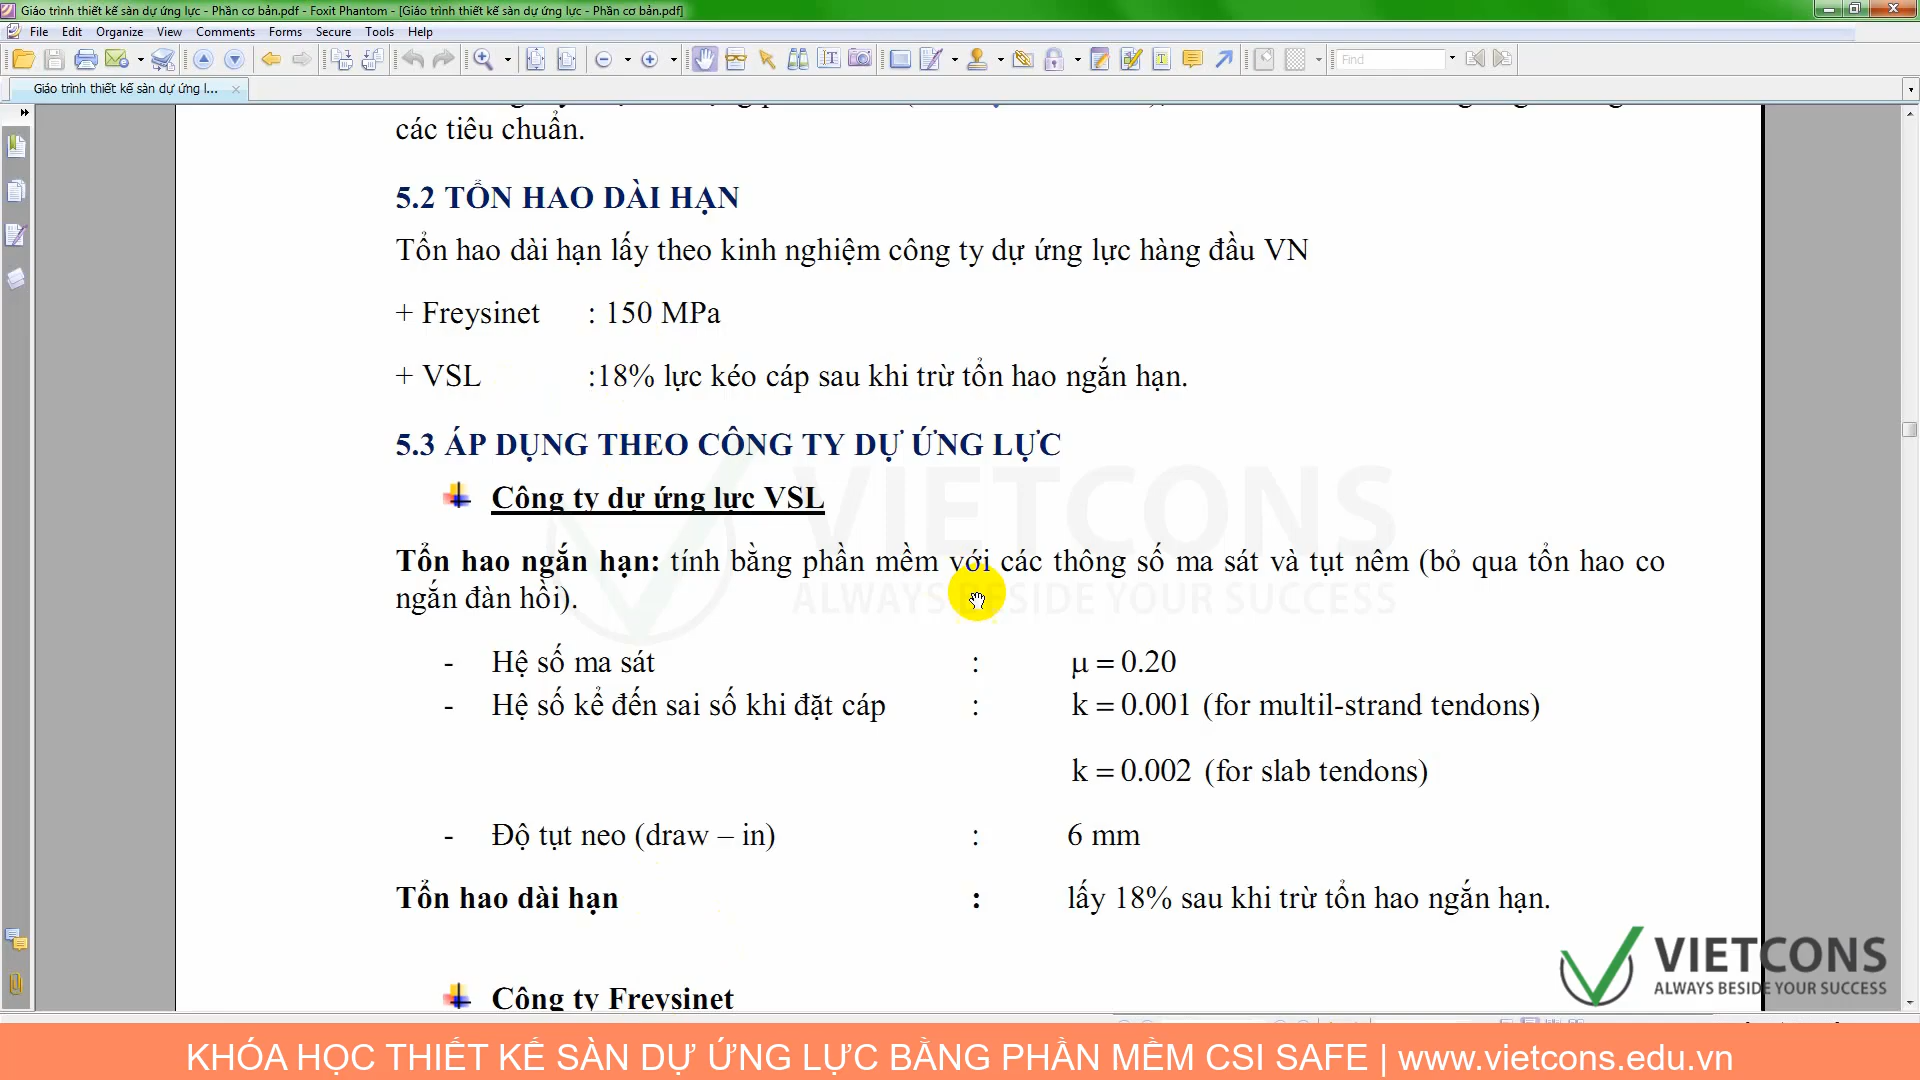 Giáo trình thiết kế sàn dự ứng lực - Phần cơ bản.pdf - Foxit Phantom - [Giáo trình thiết kế sàn dự ứng lực - Phần cơ bản.pdf]
File Edit Organize View Comments Forms Secure Tools Help
Find
Giáo trình thiết kế sàn dự ứng l...
các tiêu chuẩn.
5.2 TỔN HAO DÀI HẠN
Tổn hao dài hạn lấy theo kinh nghiệm công ty dự ứng lực hàng đầu VN
+ Freysinet : 150 MPa
+ VSL :18% lực kéo cáp sau khi trừ tổn hao ngắn hạn.
5.3 ÁP DỤNG THEO CÔNG TY DỰ ỨNG LỰC
Công ty dự ứng lực VSL
Tổn hao ngắn hạn: tính bằng phần mềm với các thông số ma sát và tụt nêm (bỏ qua tổn hao co
ngắn đàn hồi).
- Hệ số ma sát : μ = 0.20
- Hệ số kể đến sai số khi đặt cáp : k = 0.001 (for multil-strand tendons)
k = 0.002 (for slab tendons)
- Độ tụt neo (draw – in) : 6 mm
Tổn hao dài hạn : lấy 18% sau khi trừ tổn hao ngắn hạn.
Công ty Freysinet
VIETCONS
ALWAYS BESIDE YOUR SUCCESS
VIETCONS
ALWAYS BESIDE YOUR SUCCESS
KHÓA HỌC THIẾT KẾ SÀN DỰ ỨNG LỰC BẰNG PHẦN MỀM CSI SAFE | www.vietcons.edu.vn